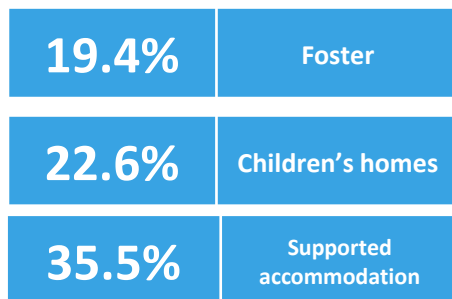 19.4%
Foster
22.6%
Children's homes
35.5%
Supported
accommodation